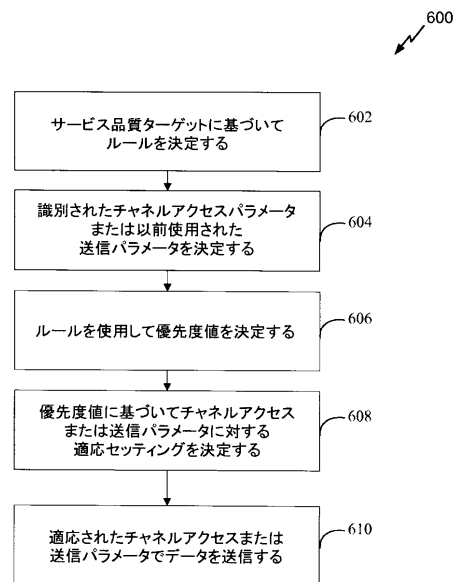 600
サービス品質ターゲットに基づいて
ルールを決定する
602
識別されたチャネルアクセスパラメータ
または以前使用された
送信パラメータを決定する
604
ルールを使用して優先度値を決定する
606
優先度値に基づいてチャネルアクセス
または送信パラメータに対する
適応セッティングを決定する
608
適応されたチャネルアクセスまたは
送信パラメータでデータを送信する
610